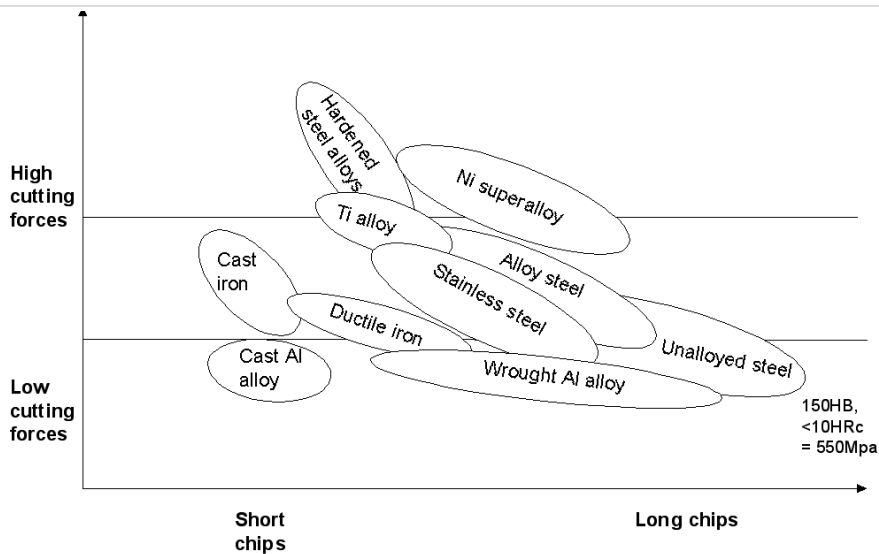 Hardened
steel alloys
High
cutting
forces
Ni superalloy
Ti alloy
Cast
iron
Alloy steel
Stainless steel
Ductile iron
Unalloyed steel
Cast Al
alloy
Wrought Al alloy
Low
cutting
forces
150HB,
<10HRc
= 550Mpa
Short
chips
Long chips